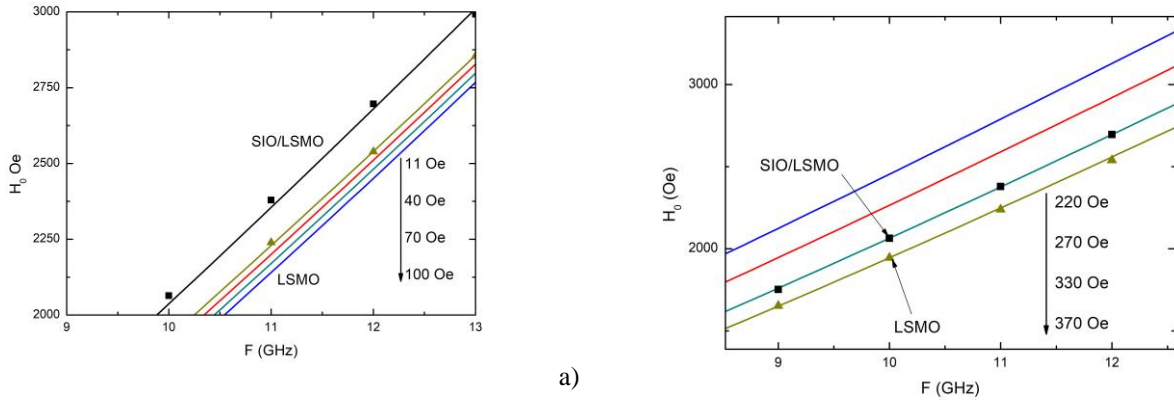 3000
2750
2500
2250
2000
H₀ Oe
SIO/LSMO
LSMO
11 Oe
40 Oe
70 Oe
100 Oe
9
10
11
12
13
F (GHz)
a)
3000
2000
H₀ (Oe)
SIO/LSMO
LSMO
220 Oe
270 Oe
330 Oe
370 Oe
9
10
11
12
F (GHz)